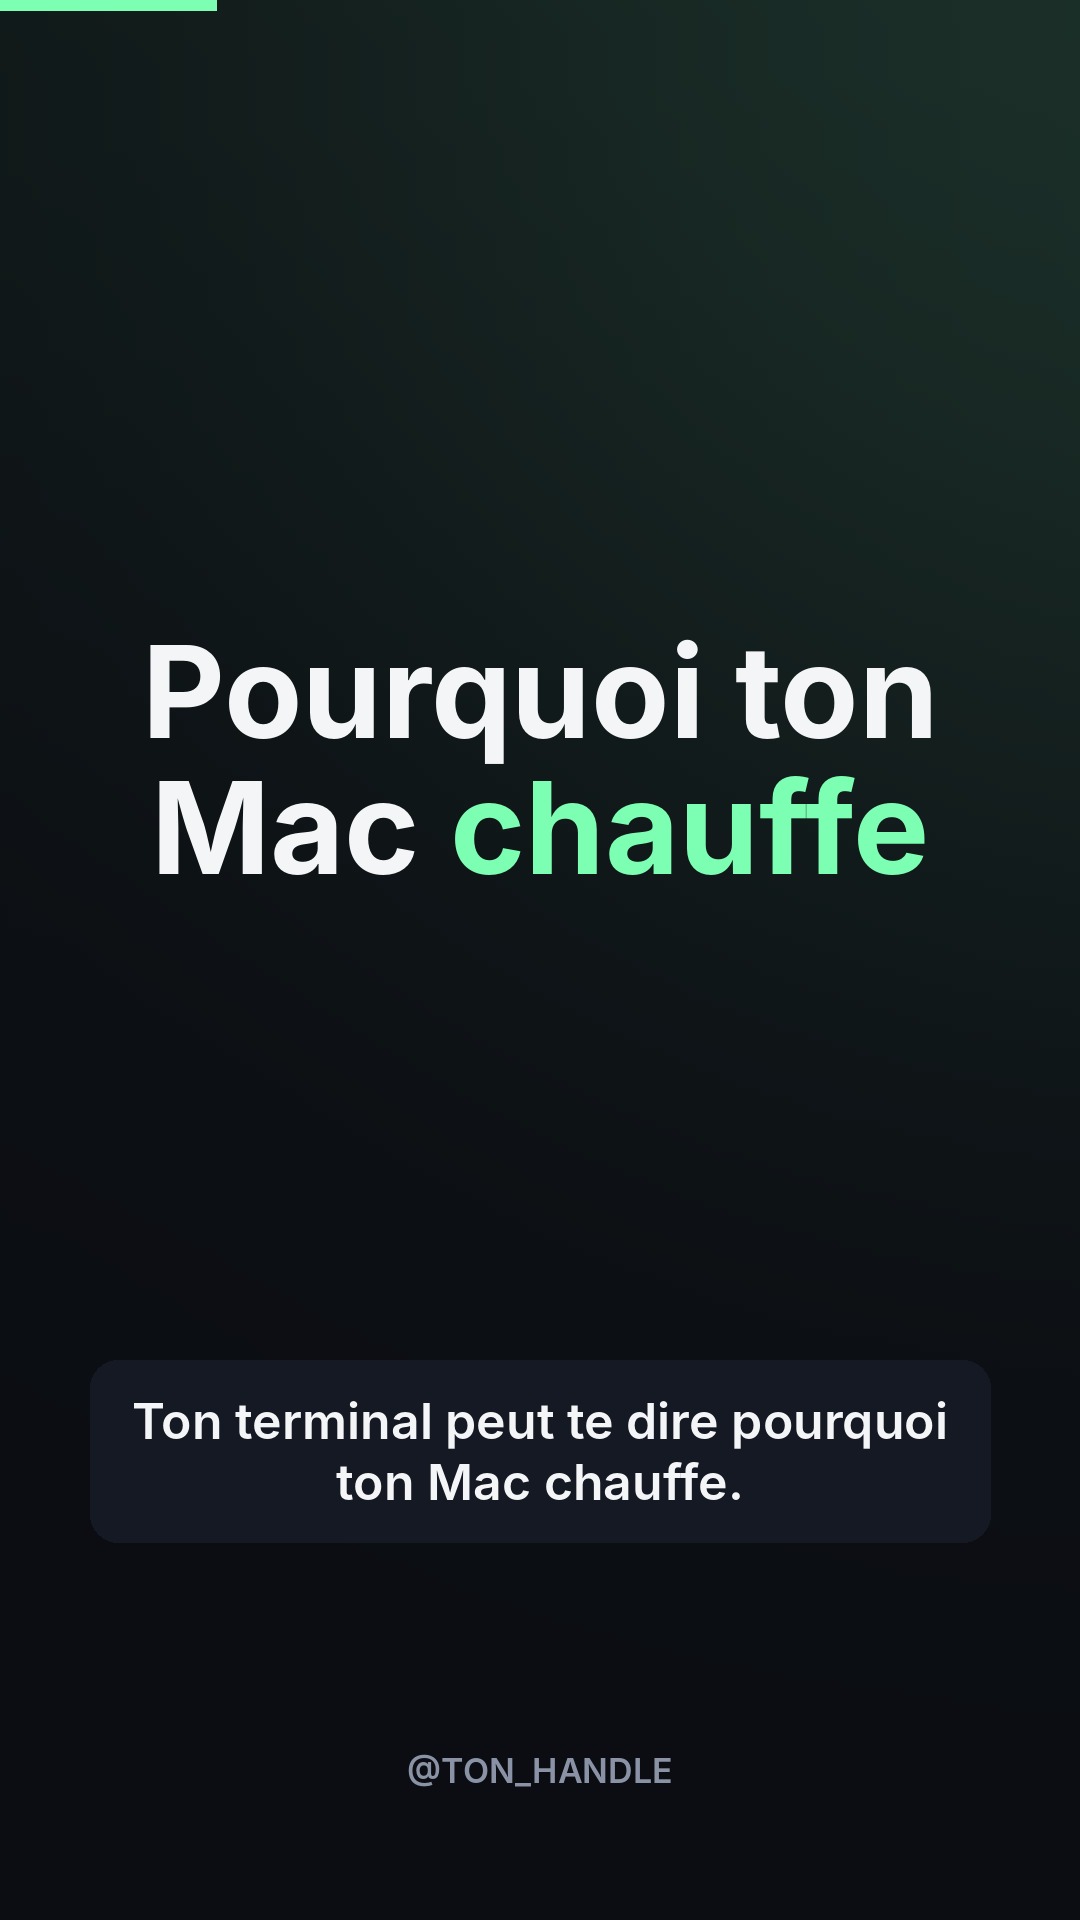 Pourquoi ton
Mac chauffe
Ton terminal peut te dire pourquoi
ton Mac chauffe.
@TON_HANDLE